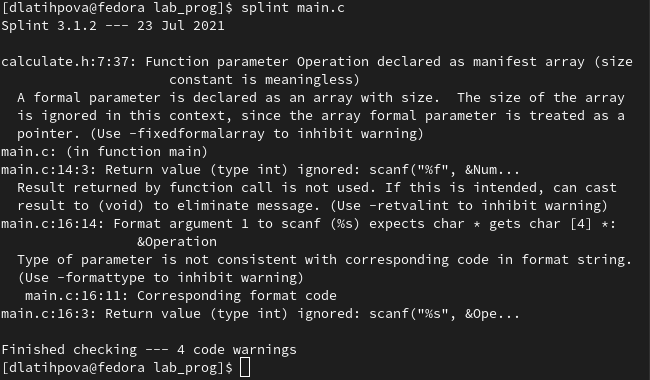 [dlatihpova@fedora lab_prog]$ splint main.c
Splint 3.1.2 --- 23 Jul 2021

calculate.h:7:37: Function parameter Operation declared as manifest array (size
                     constant is meaningless)
  A formal parameter is declared as an array with size.  The size of the array
  is ignored in this context, since the array formal parameter is treated as a
  pointer. (Use -fixedformalarray to inhibit warning)
main.c: (in function main)
main.c:14:3: Return value (type int) ignored: scanf("%f", &Num...
  Result returned by function call is not used. If this is intended, can cast
  result to (void) to eliminate message. (Use -retvalint to inhibit warning)
main.c:16:14: Format argument 1 to scanf (%s) expects char * gets char [4] *:
                 &Operation
  Type of parameter is not consistent with corresponding code in format string.
  (Use -formattype to inhibit warning)
   main.c:16:11: Corresponding format code
main.c:16:3: Return value (type int) ignored: scanf("%s", &Ope...

Finished checking --- 4 code warnings
[dlatihpova@fedora lab_prog]$